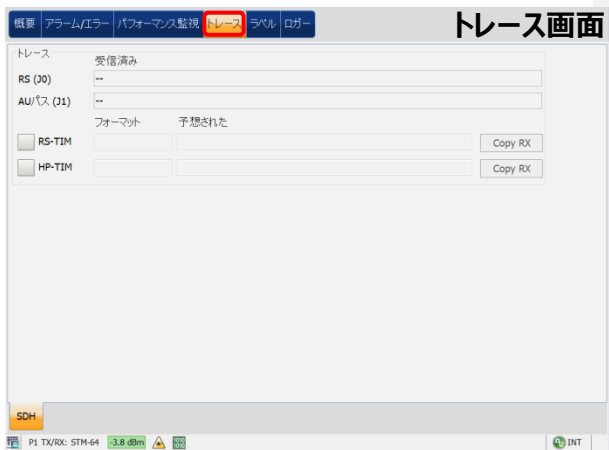 概要 アラーム/エラー パフォーマンス監視 トレース ラベル ロガー トレース画面
トレース
受信済み
RS (J0) --
AUパス (J1) --
フォーマット 予想された
RS-TIM Copy RX
HP-TIM Copy RX
SDH
P1 TX/RX: STM-64 -3.8 dBm INT